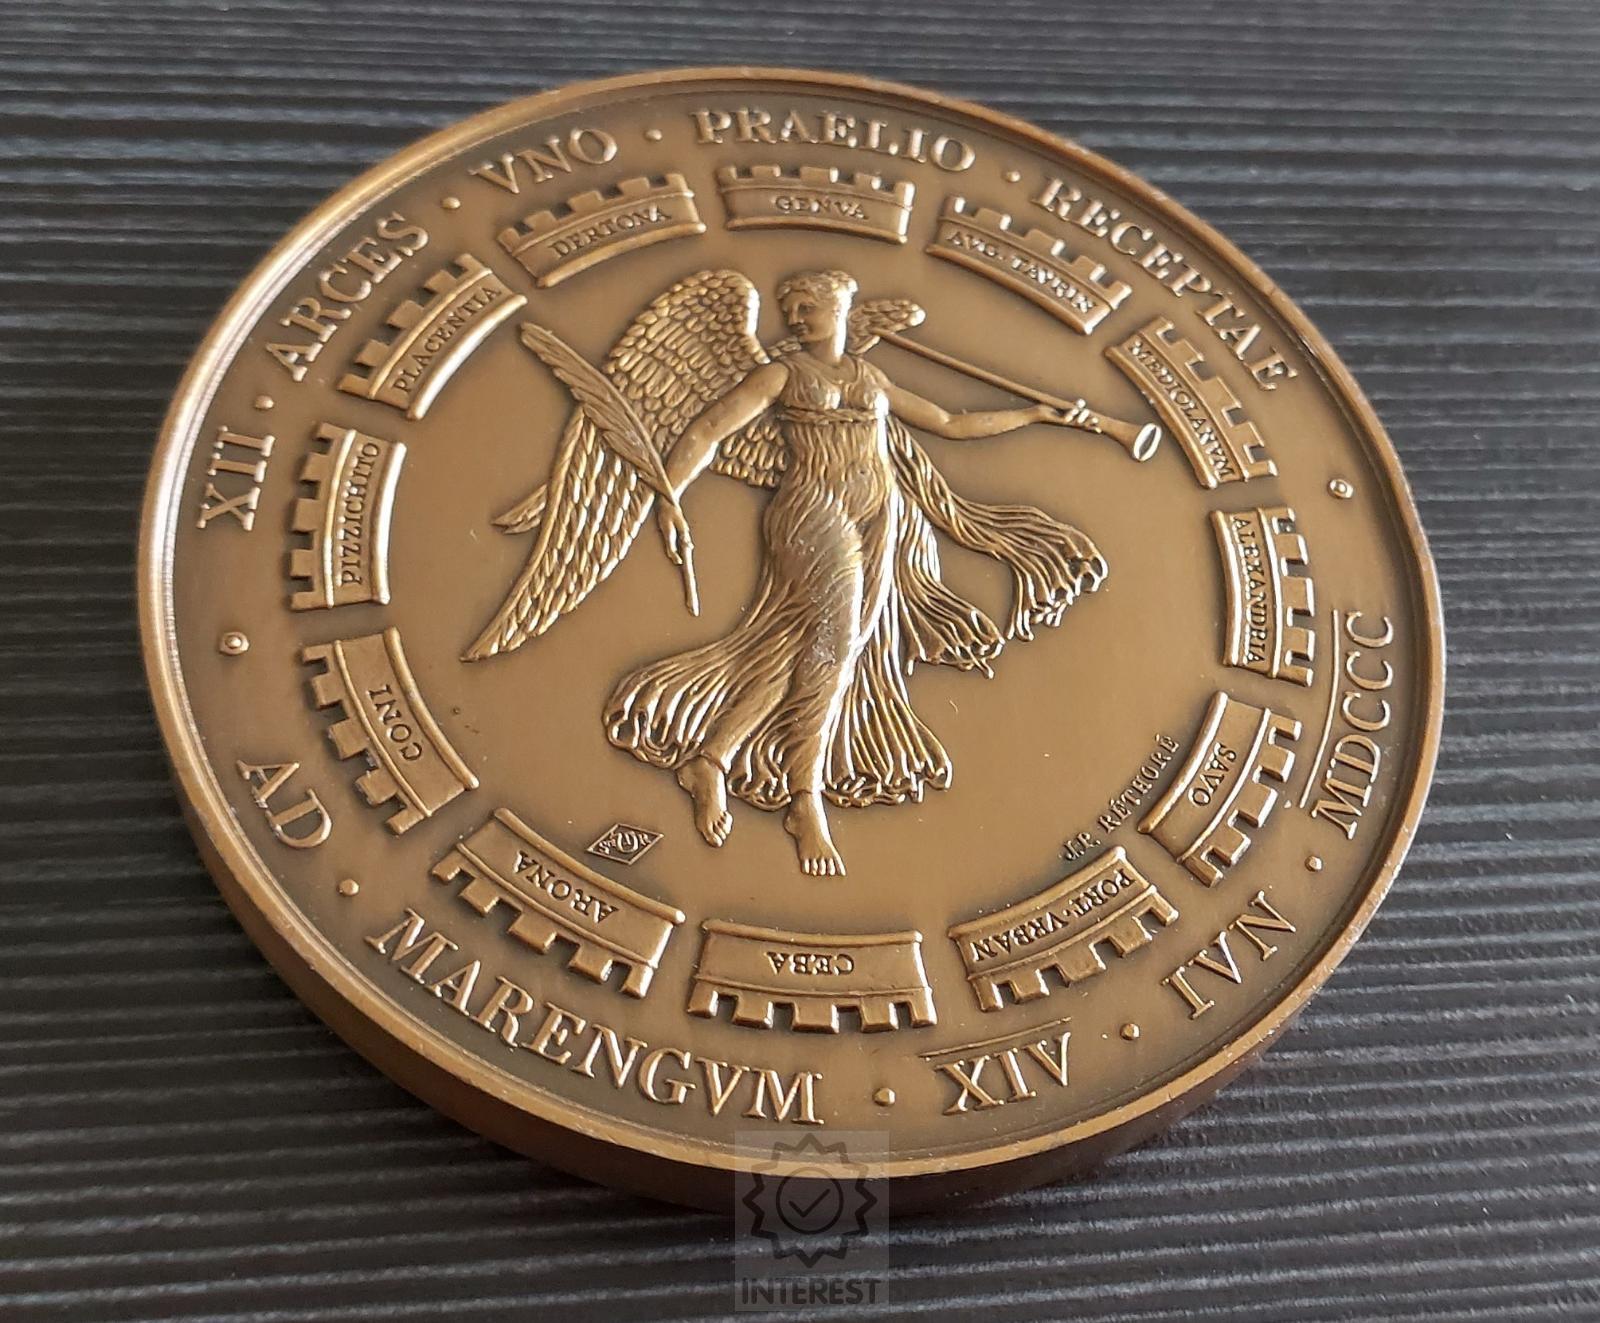 XII · ARCES · VNO · PRAELIO · RECEPTAE
AD · MARENGVM · XIV · IVN · MDCCC
GENVA
AVG·TAVRIN
MEDIOLANVM
ALEXANDRIA
SAVO
PORT·VRBAN
CEBA
ARONA
CONI
PIZZICHITO
PLACENTIA
DERTONA
J.P. RÉTHORÉ
INTEREST